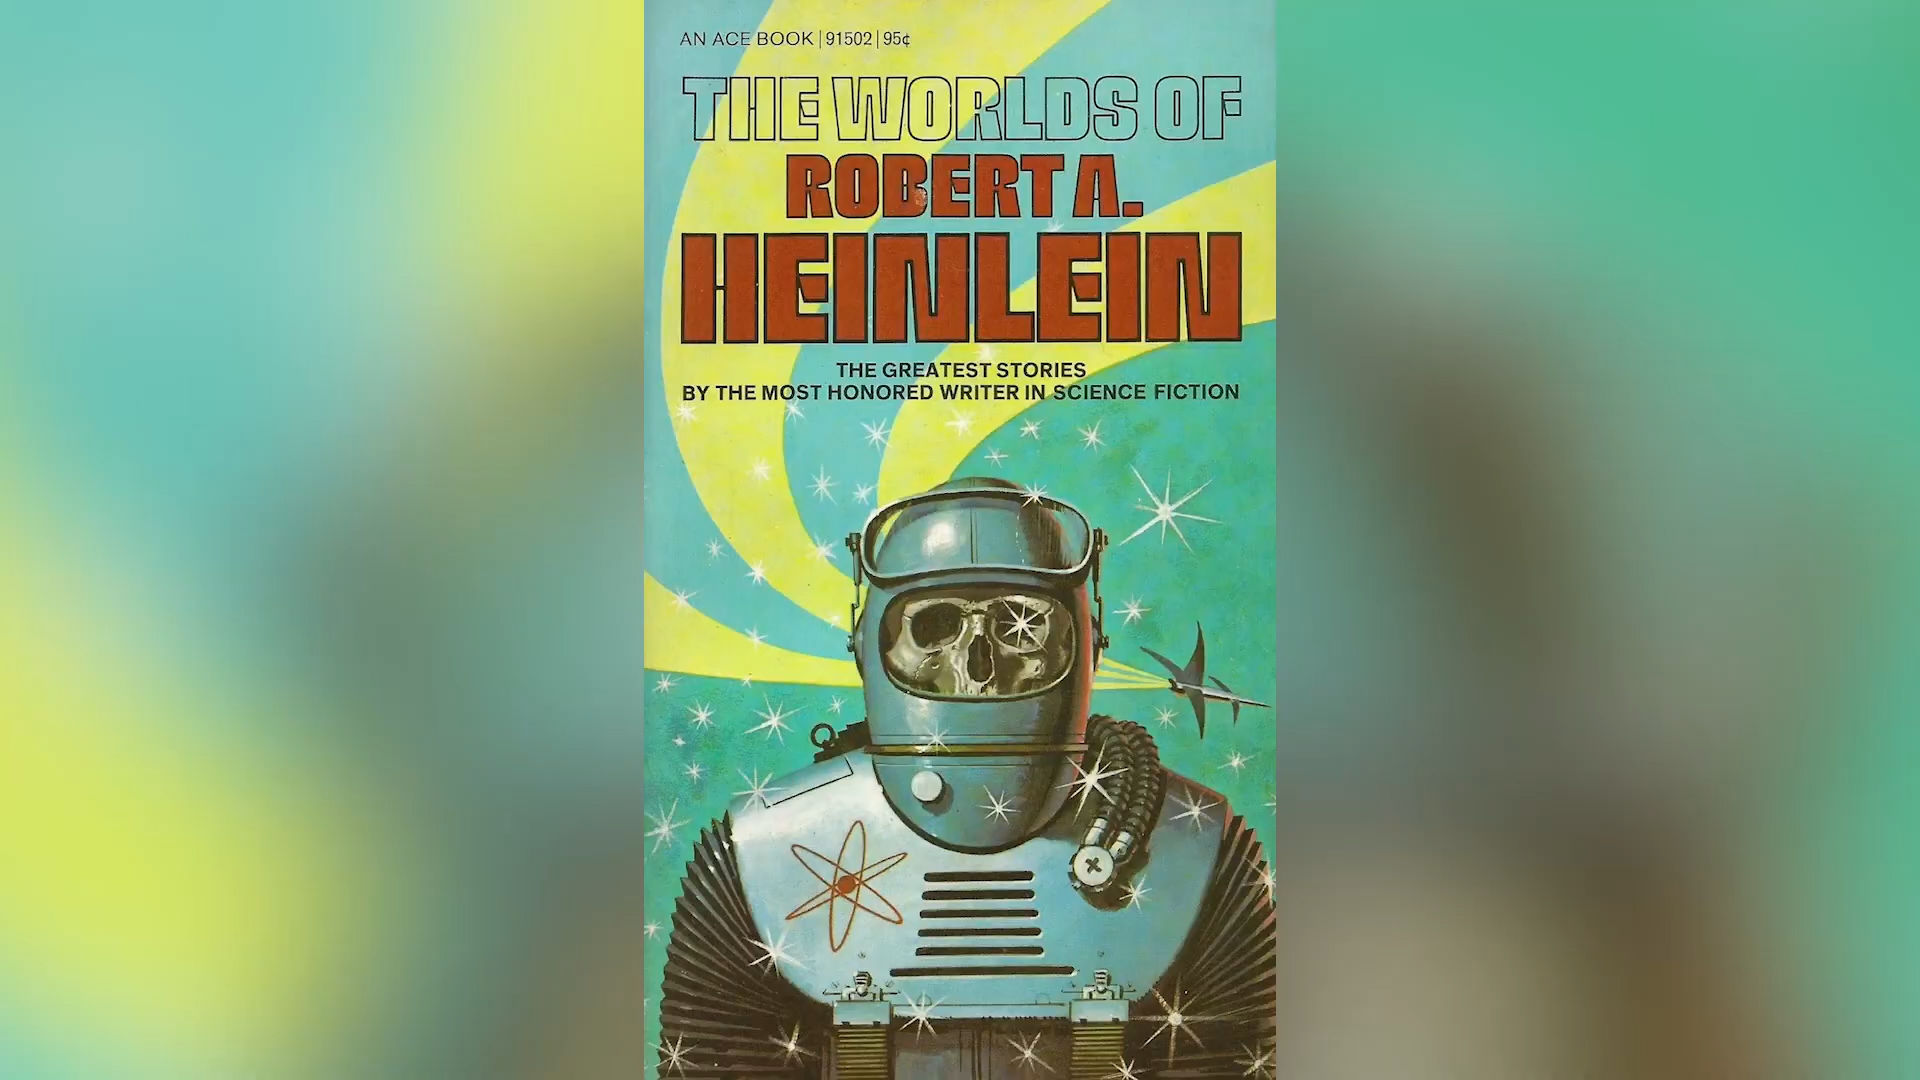 AN ACE BOOK | 91502 | 95¢
THE WORLDS OF
ROBERT A.
HEINLEIN
THE GREATEST STORIES
BY THE MOST HONORED WRITER IN SCIENCE FICTION